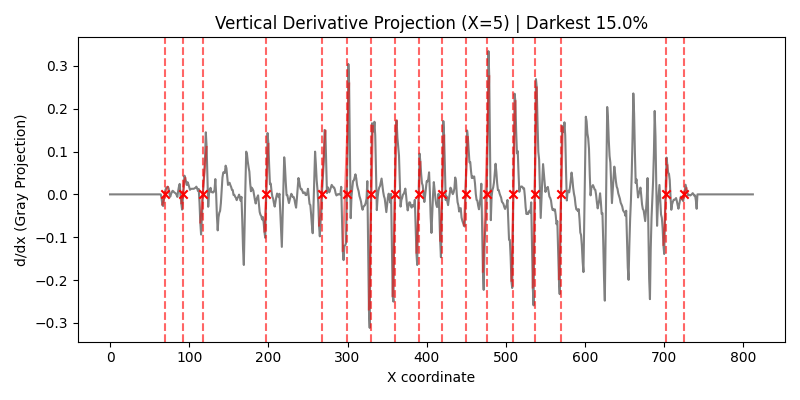 Vertical Derivative Projection (X=5) | Darkest 15.0%
d/dx (Gray Projection)
0.3
0.2
0.1
0.0
−0.1
−0.2
−0.3
0 100 200 300 400 500 600 700 800
X coordinate